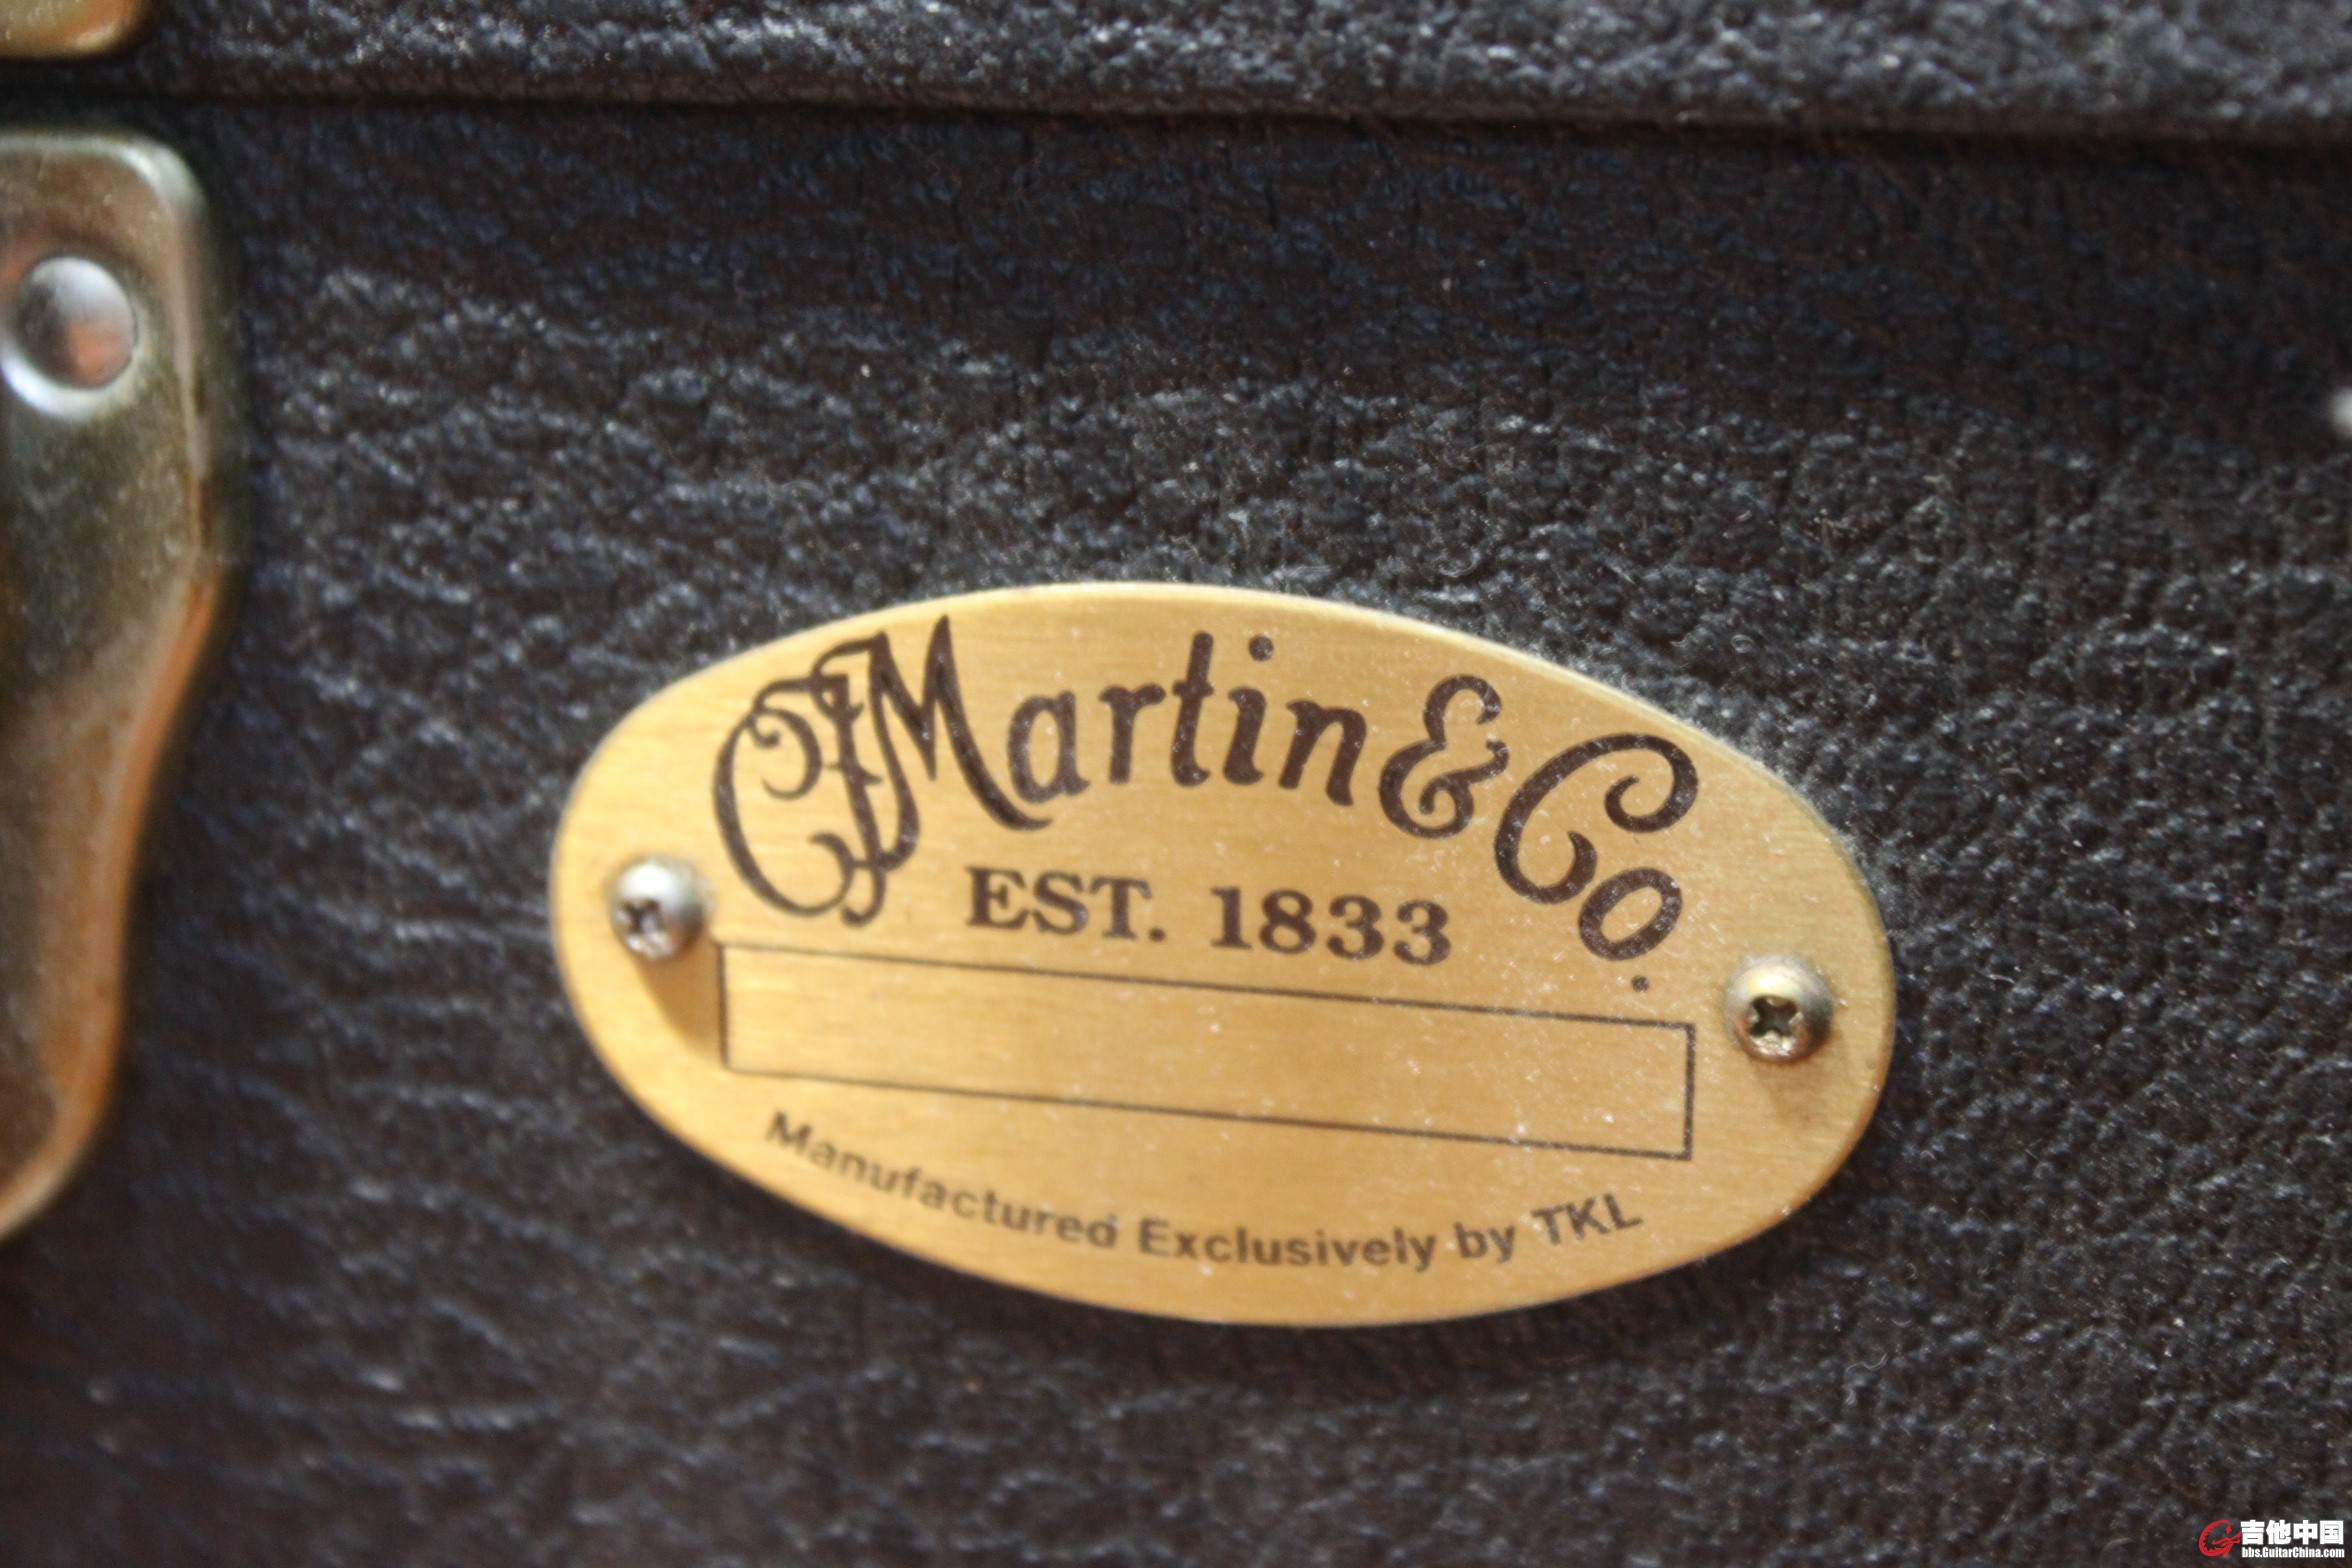 CFMartin & Co.
EST. 1833
Manufactured Exclusively by TKL
吉他中国
bbs.GuitarChina.com